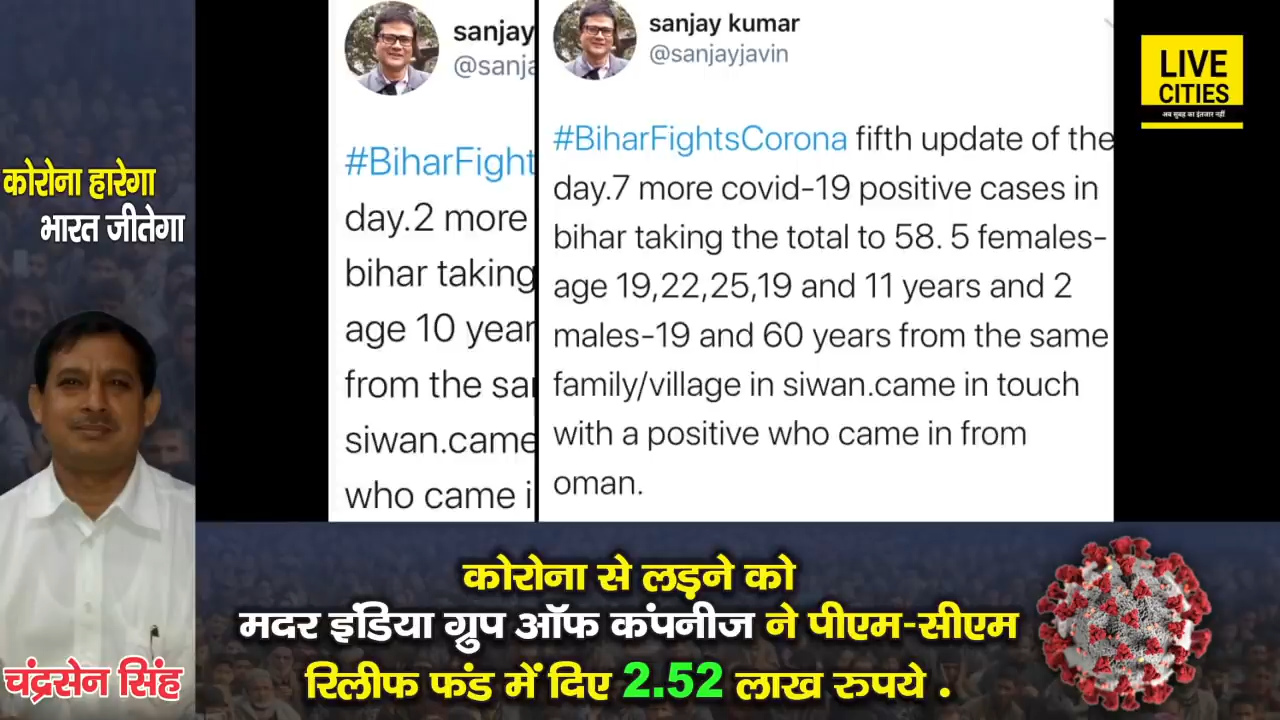 sanjay
@sanja
#BiharFight
day.2 more
bihar taking
age 10 year
from the sa
siwan.came
who came i
sanjay kumar
@sanjayjavin
#BiharFightsCorona fifth update of the
day.7 more covid-19 positive cases in
bihar taking the total to 58. 5 females-
age 19,22,25,19 and 11 years and 2
males-19 and 60 years from the same
family/village in siwan.came in touch
with a positive who came in from
oman.
LIVE
CITIES
अब सुबह का इंतजार नहीं
कोरोना हारेगा
भारत जीतेगा
चंद्रसेन सिंह
कोरोना से लड़ने को
मदर इंडिया ग्रुप ऑफ कंपनीज ने पीएम-सीएम
रिलीफ फंड में दिए 2.52 लाख रुपये .